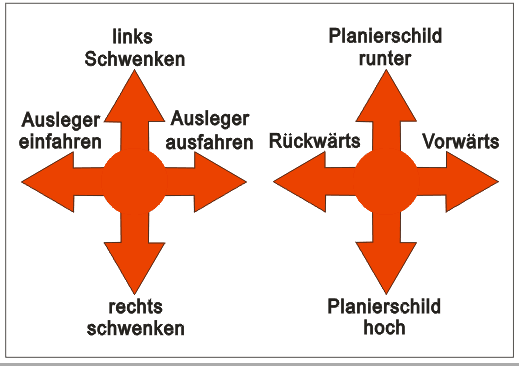 links
Schwenken
Ausleger
einfahren
Ausleger
ausfahren
rechts
schwenken
Planierschild
runter
Rückwärts
Vorwärts
Planierschild
hoch